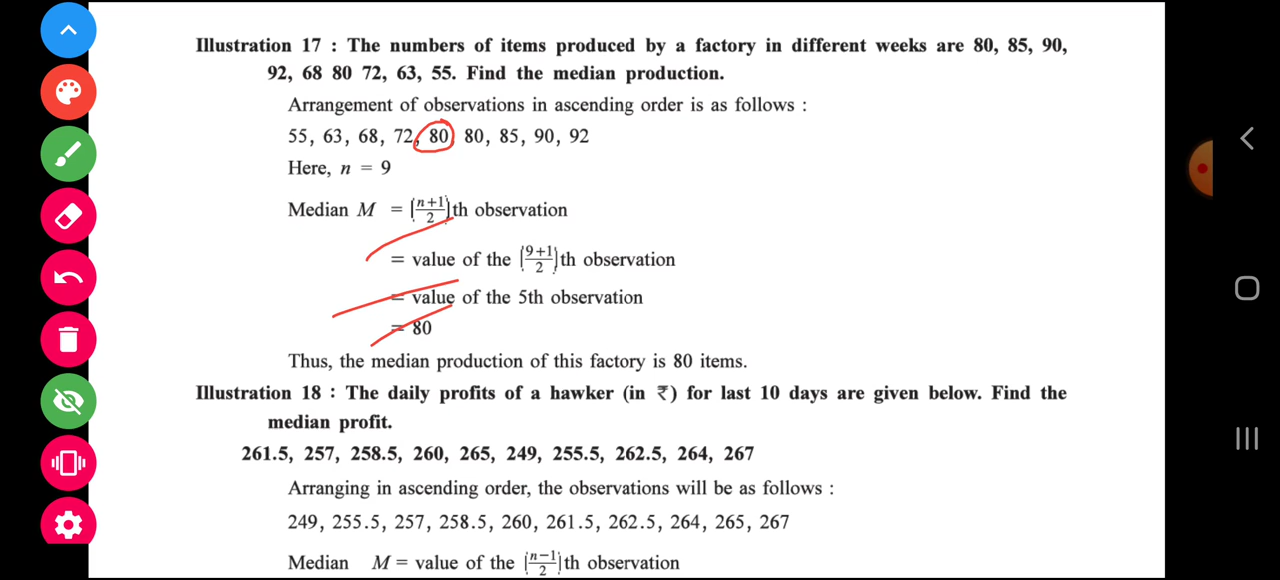 Illustration 17 : The numbers of items produced by a factory in different weeks are 80, 85, 90,
92, 68 80 72, 63, 55. Find the median production.
Arrangement of observations in ascending order is as follows :
55, 63, 68, 72, 80, 80, 85, 90, 92
Here, n = 9
Median M = (n+1/2)th observation
= value of the (9+1/2)th observation
= value of the 5th observation
= 80
Thus, the median production of this factory is 80 items.
Illustration 18 : The daily profits of a hawker (in ₹) for last 10 days are given below. Find the
median profit.
261.5, 257, 258.5, 260, 265, 249, 255.5, 262.5, 264, 267
Arranging in ascending order, the observations will be as follows :
249, 255.5, 257, 258.5, 260, 261.5, 262.5, 264, 265, 267
Median M = value of the (n−1/2)th observation